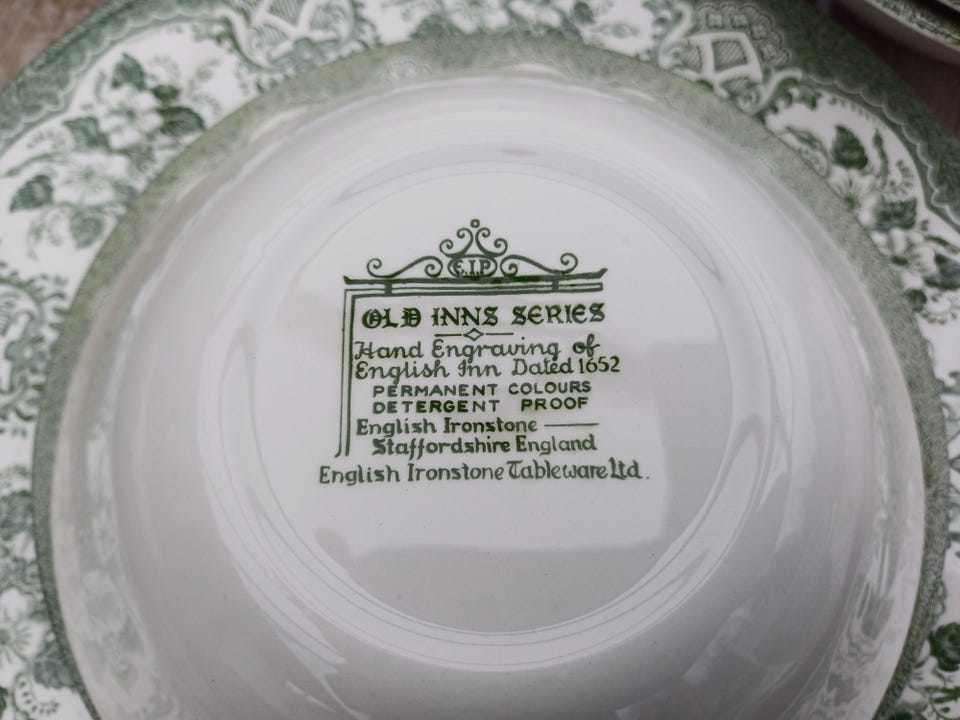 E.I.P
OLD INNS SERIES
Hand Engraving of
English Inn Dated 1652
PERMANENT COLOURS
DETERGENT PROOF
English Ironstone
Staffordshire England
English Ironstone Tableware Ltd.